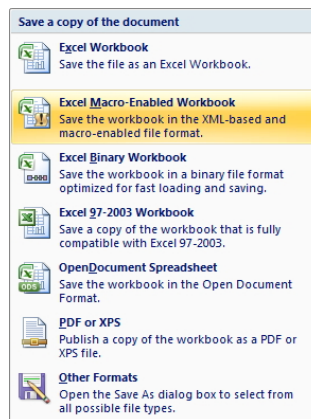 Save a copy of the document
Excel Workbook
Save the file as an Excel Workbook.
Excel Macro-Enabled Workbook
Save the workbook in the XML-based and
macro-enabled file format.
Excel Binary Workbook
Save the workbook in a binary file format
optimized for fast loading and saving.
Excel 97-2003 Workbook
Save a copy of the workbook that is fully
compatible with Excel 97-2003.
OpenDocument Spreadsheet
Save the workbook in the Open Document
Format.
ODS
PDF or XPS
Publish a copy of the workbook as a PDF or
XPS file.
Other Formats
Open the Save As dialog box to select from
all possible file types.